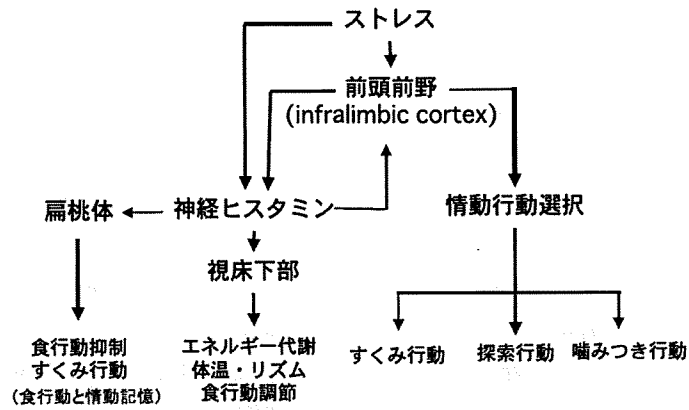 ストレス
前頭前野
(infralimbic cortex)
扁桃体
神経ヒスタミン
情動行動選択
視床下部
食行動抑制
すくみ行動
(食行動と情動記憶)
エネルギー代謝
体温・リズム
食行動調節
すくみ行動
探索行動
噛みつき行動